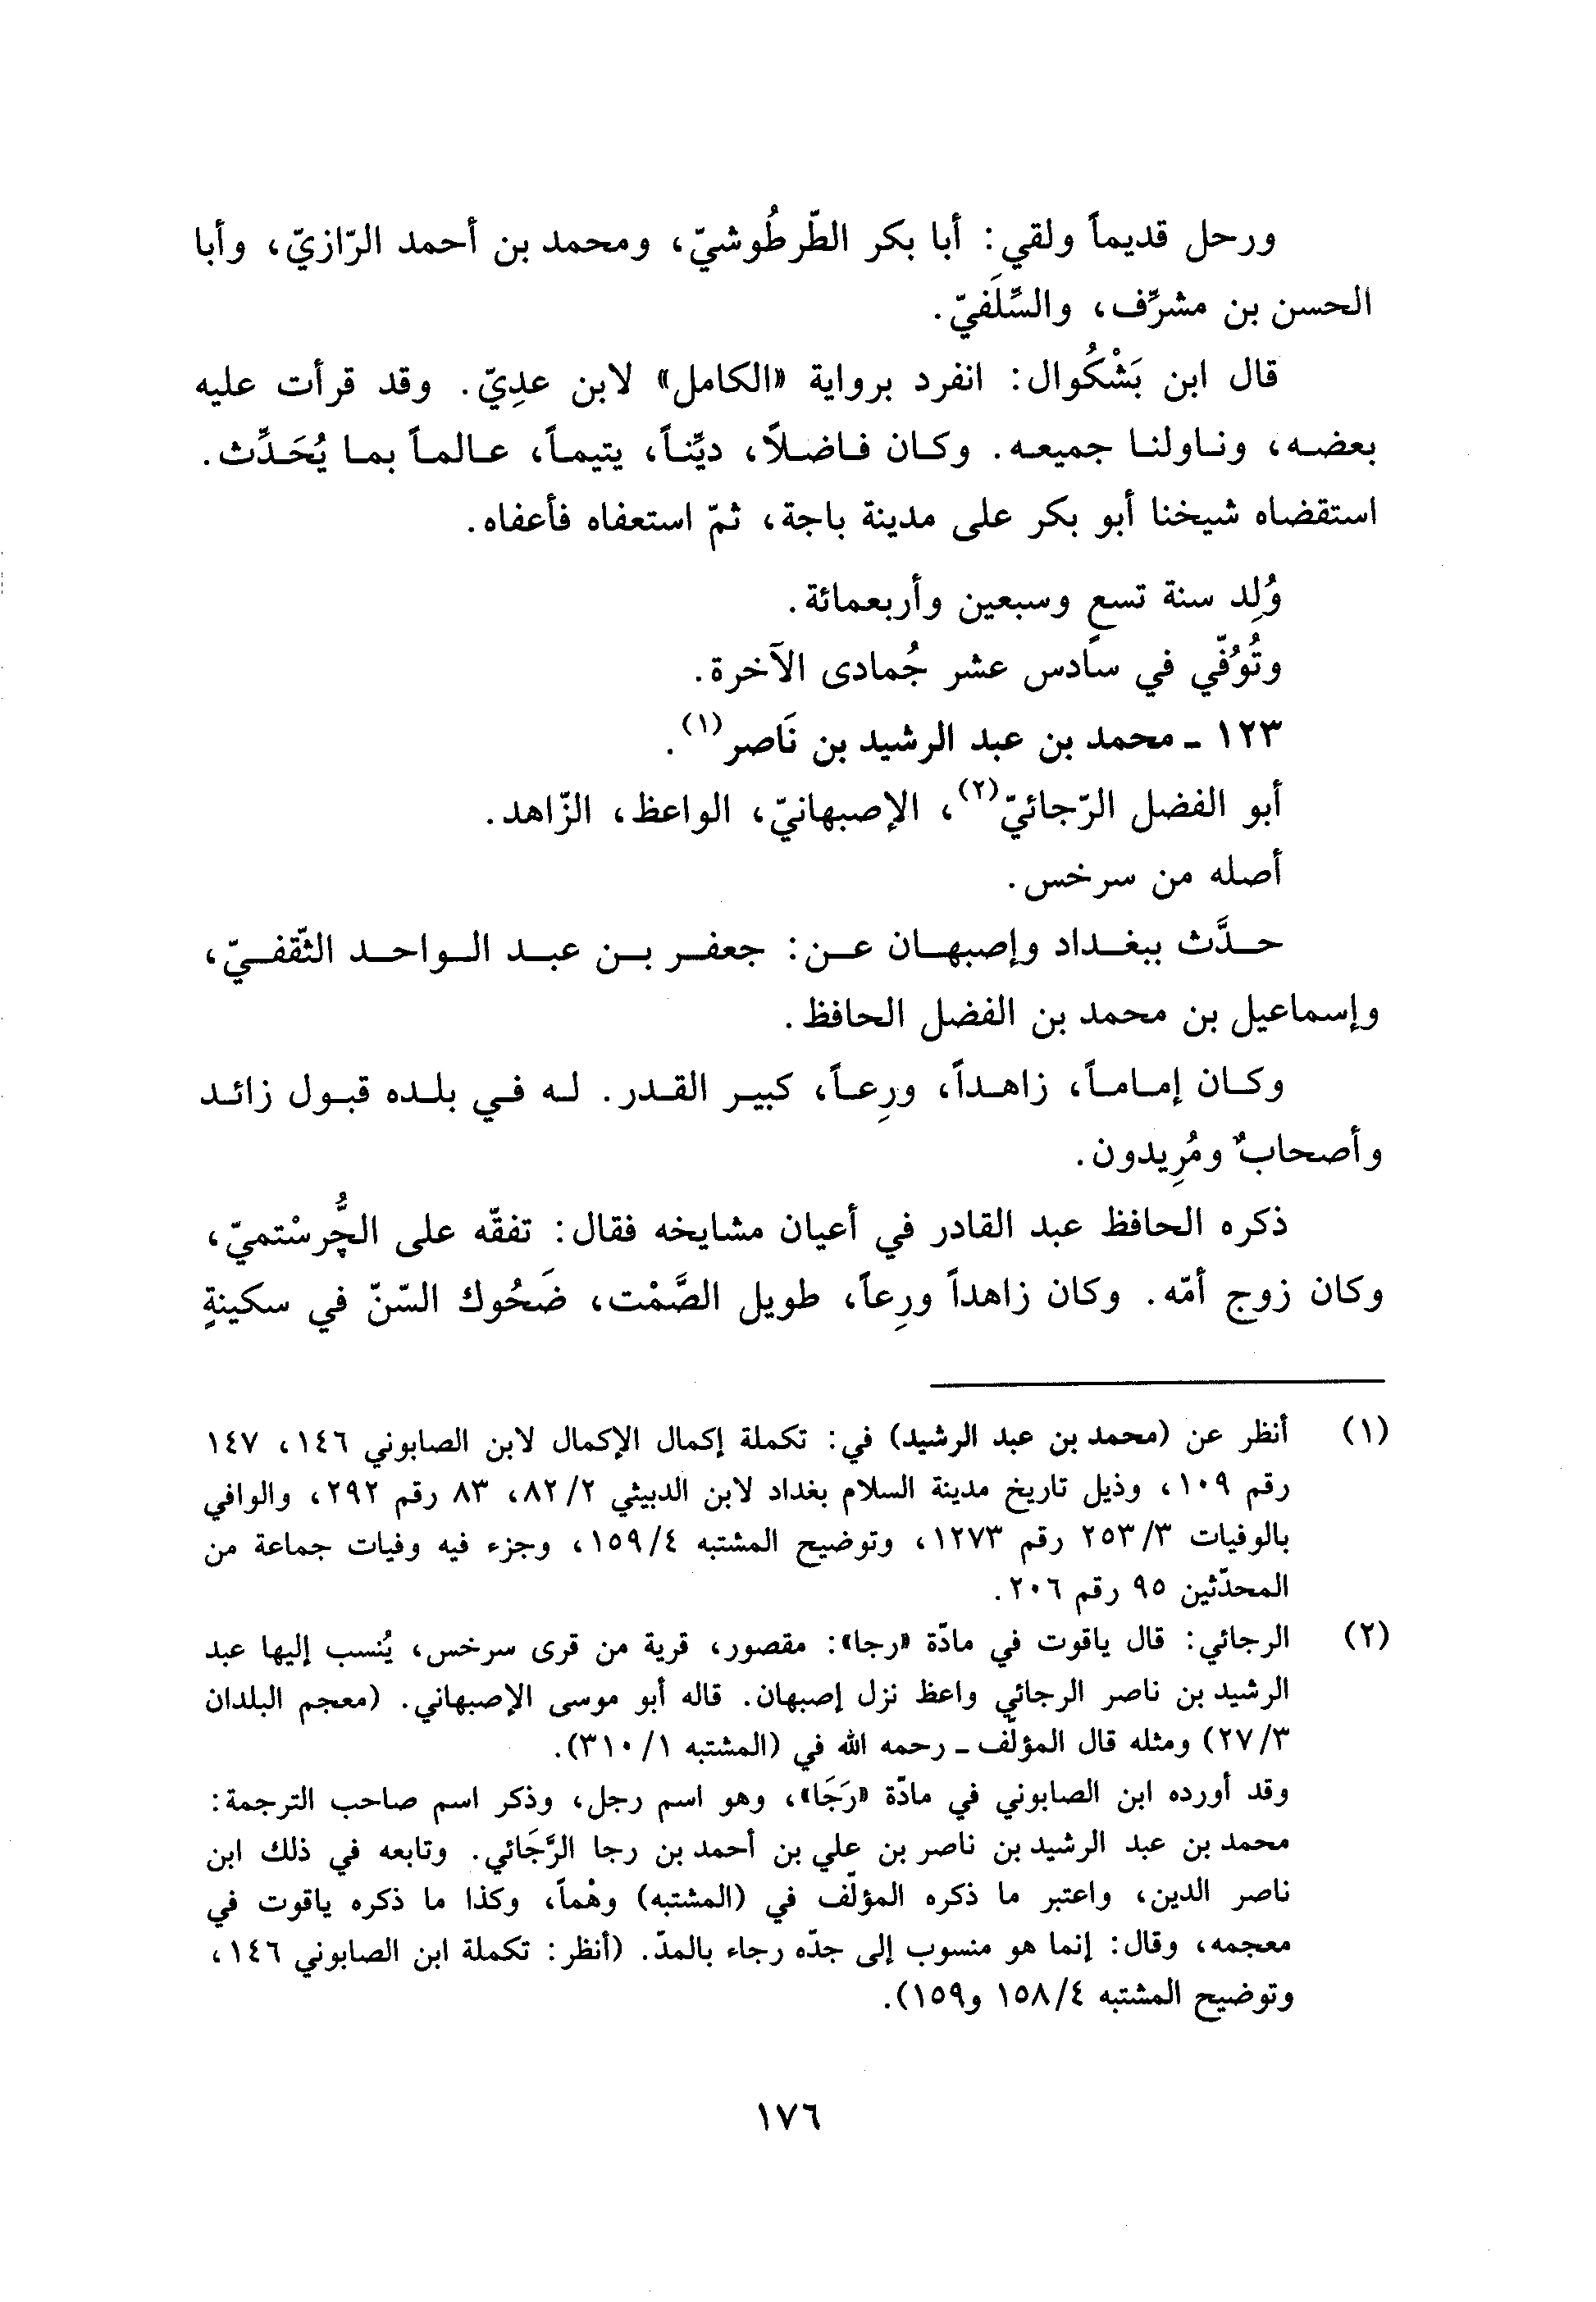 ورحل قديماً ولقي: أبا بكر الطّرطُوشيّ، ومحمد بن أحمد الرّازيّ، وأبا
الحسن بن مشرِّف، والسِّلَفيّ.
قال ابن بَشْكُوال: انفرد برواية «الكامل» لابن عدِيّ. وقد قرأت عليه
بعضه، وناولنا جميعه. وكان فاضلاً، ديِّناً، يتيماً، عالماً بما يُحَدِّث.
استقضاه شيخنا أبو بكر على مدينة باجة، ثمّ استعفاه فأعفاه.
وُلِد سنة تسعٍ وسبعين وأربعمائة.
وتُوُفّي في سادس عشر جُمادى الآخرة.
١٢٣ ـ محمد بن عبد الرشيد بن نَاصر(١).
أبو الفضل الرّجائيّ(٢)، الإصبهانيّ، الواعظ، الزّاهد.
أصله من سرخس.
حدَّث ببغداد وإصبهان عن: جعفر بن عبد الواحد الثّقفيّ،
وإسماعيل بن محمد بن الفضل الحافظ.
وكان إماماً، زاهداً، ورِعاً، كبير القدر. له في بلده قبول زائد
وأصحابٌ ومُرِيدون.
ذكره الحافظ عبد القادر في أعيان مشايخه فقال: تفقّه على الچُّرسْتميّ،
وكان زوج أمّه. وكان زاهداً ورِعاً، طويل الصَّمْت، ضَحُوك السّنّ في سكينةٍ
(١) أنظر عن (محمد بن عبد الرشيد) في: تكملة إكمال الإكمال لابن الصابوني ١٤٦، ١٤٧
رقم ١٠٩، وذيل تاريخ مدينة السلام بغداد لابن الدبيثي ٢/ ٨٢، ٨٣ رقم ٢٩٢، والوافي
بالوفيات ٣/ ٢٥٣ رقم ١٢٧٣، وتوضيح المشتبه ٤/ ١٥٩، وجزء فيه وفيات جماعة من
المحدّثين ٩٥ رقم ٢٠٦.
(٢) الرجائي: قال ياقوت في مادّة «رجا»: مقصور، قرية من قرى سرخس، يُنسب إليها عبد
الرشيد بن ناصر الرجائي واعظ نزل إصبهان. قاله أبو موسى الإصبهاني. (معجم البلدان
٣/ ٢٧) ومثله قال المؤلّف ـ رحمه الله في (المشتبه ١/ ٣١٠).
وقد أورده ابن الصابوني في مادّة «رَجَا»، وهو اسم رجل، وذكر اسم صاحب الترجمة:
محمد بن عبد الرشيد بن ناصر بن علي بن أحمد بن رجا الرَّجَائي. وتابعه في ذلك ابن
ناصر الدين، واعتبر ما ذكره المؤلّف في (المشتبه) وهْماً، وكذا ما ذكره ياقوت في
معجمه، وقال: إنما هو منسوب إلى جدّه رجاء بالمدّ. (أنظر: تكملة ابن الصابوني ١٤٦،
وتوضيح المشتبه ٤/ ١٥٨ و١٥٩).
١٧٦